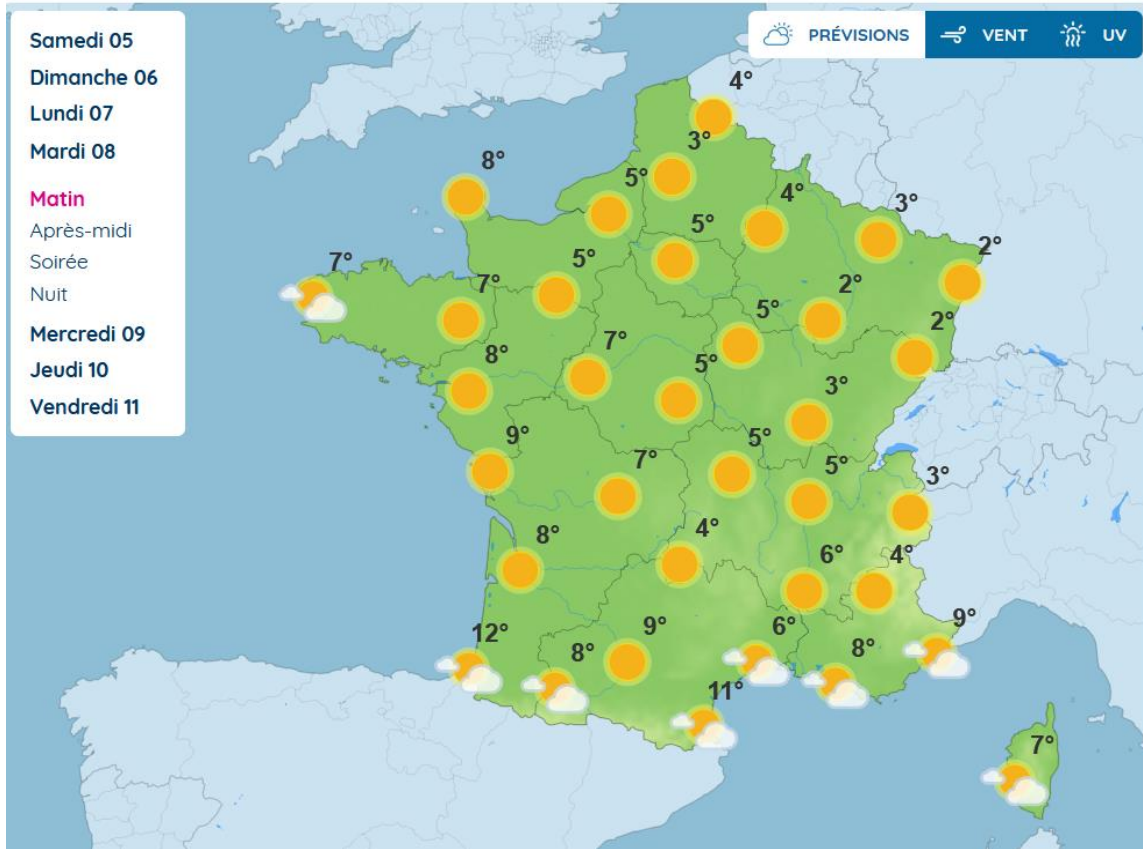 Samedi 05
Dimanche 06
Lundi 07
Mardi 08
Matin
Après-midi
Soirée
Nuit
Mercredi 09
Jeudi 10
Vendredi 11
PRÉVISIONS VENT UV
4°
3°
8°
5°
4°
3°
5°
2°
7°
5°
7°
2°
5°
2°
8°
7°
5°
3°
9°
7°
5°
5°
3°
8°
4°
6°
4°
12°
8°
9°
6°
8°
9°
11°
7°